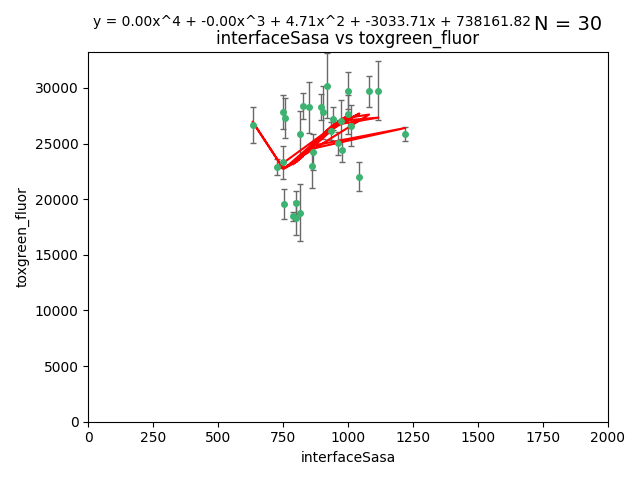 y = 0.00x^4 + -0.00x^3 + 4.71x^2 + -3033.71x + 738161.82 N = 30
interfaceSasa vs toxgreen_fluor
30000
25000
20000
15000
10000
5000
0
toxgreen_fluor
0 250 500 750 1000 1250 1500 1750 2000
interfaceSasa